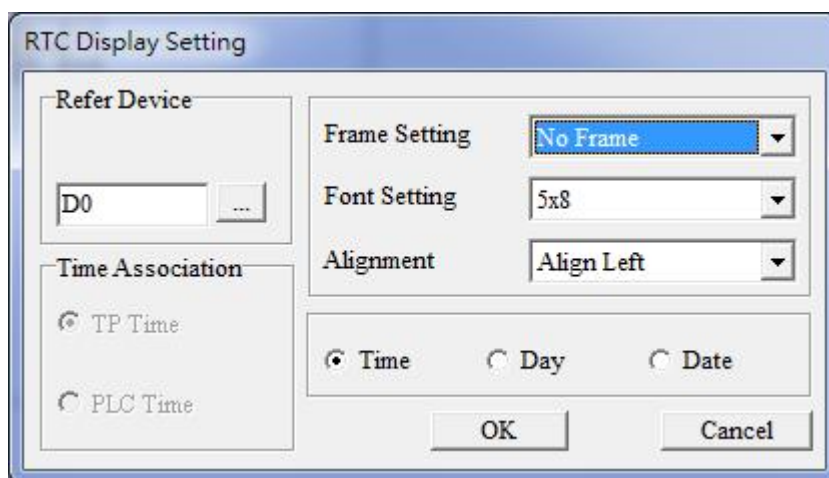 RTC Display Setting
Refer Device
D0
...
Time Association
TP Time
PLC Time
Frame Setting
No Frame
Font Setting
5x8
Alignment
Align Left
Time
Day
Date
OK
Cancel